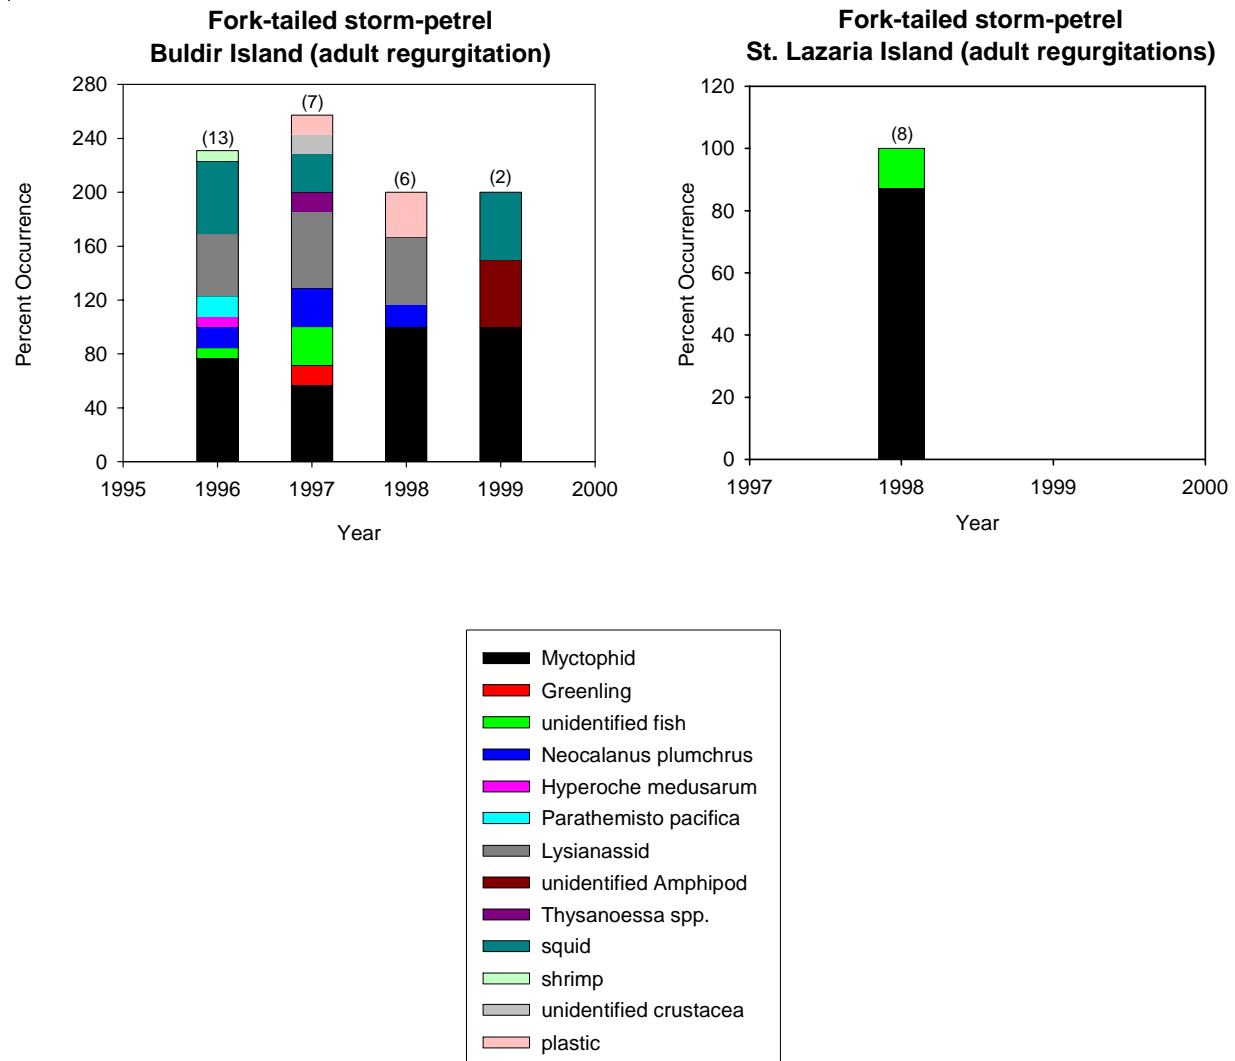 Fork-tailed storm-petrel
Buldir Island (adult regurgitation)
280
240
200
160
120
80
40
0
Percent Occurrence
(13)
(7)
(6)
(2)
1995
1996
1997
1998
1999
2000
Year
Fork-tailed storm-petrel
St. Lazaria Island (adult regurgitations)
120
100
80
60
40
20
0
Percent Occurrence
(8)
1997
1998
1999
2000
Year
Myctophid
Greenling
unidentified fish
Neocalanus plumchrus
Hyperoche medusarum
Parathemisto pacifica
Lysianassid
unidentified Amphipod
Thysanoessa spp.
squid
shrimp
unidentified crustacea
plastic